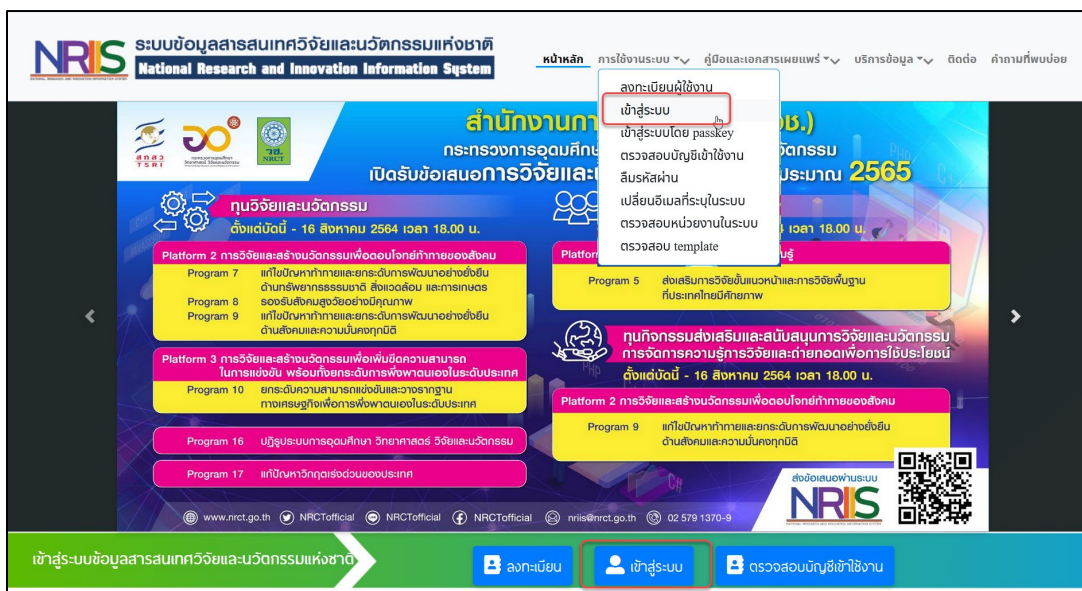 NRIIS
ระบบข้อมูลสารสนเทศวิจัยและนวัตกรรมแห่งชาติ
National Research and Innovation Information System
หน้าหลัก การใช้งานระบบ คู่มือและเอกสารเผยแพร่ บริการข้อมูล ติดต่อ คำถามที่พบบ่อย
ลงทะเบียนผู้ใช้งาน
เข้าสู่ระบบ
เข้าสู่ระบบโดย passkey
ตรวจสอบบัญชีเข้าใช้งาน
ลืมรหัสผ่าน
เปลี่ยนอีเมลที่ระบุในระบบ
ตรวจสอบหน่วยงานในระบบ
ตรวจสอบ template
สกสว
TSRI
วช.
NRCT
สำนักงานกา
ช.)
กระทรวงการอุดมศึกษ
วัตกรรม
เปิดรับข้อเสนอการวิจัยและ
ประมาณ 2565
ทุนวิจัยและนวัตกรรม
ตั้งแต่บัดนี้ - 16 สิงหาคม 2564 เวลา 18.00 น.
Platform 2 การวิจัยและสร้างนวัตกรรมเพื่อตอบโจทย์ท้าทายของสังคม
Program 7 แก้ไขปัญหาท้าทายและยกระดับการพัฒนาอย่างยั่งยืน
ด้านทรัพยากรธรรมชาติ สิ่งแวดล้อม และการเกษตร
Program 8 รองรับสังคมสูงวัยอย่างมีคุณภาพ
Program 9 แก้ไขปัญหาท้าทายและยกระดับการพัฒนาอย่างยั่งยืน
ด้านสังคมและความมั่นคงทุกมิติ
Platform 3 การวิจัยและสร้างนวัตกรรมเพื่อเพิ่มขีดความสามารถ
ในการแข่งขัน พร้อมทั้งยกระดับการพึ่งพาตนเองในระดับประเทศ
Program 10 ยกระดับความสามารถแข่งขันและวางรากฐาน
ทางเศรษฐกิจเพื่อการพึ่งพาตนเองในระดับประเทศ
Program 16 ปฏิรูประบบการอุดมศึกษา วิทยาศาสตร์ วิจัยและนวัตกรรม
Program 17 แก้ปัญหาวิกฤตเร่งด่วนของประเทศ
เวลา 18.00 น.
Platfor
Program 5 ส่งเสริมการวิจัยขั้นแนวหน้าและการวิจัยพื้นฐาน
ที่ประเทศไทยมีศักยภาพ
ทุนกิจกรรมส่งเสริมและสนับสนุนการวิจัยและนวัตกรรม
การจัดการความรู้การวิจัยและถ่ายทอดเพื่อการใช้ประโยชน์
ตั้งแต่บัดนี้ - 16 สิงหาคม 2564 เวลา 18.00 น.
Platform 2 การวิจัยและสร้างนวัตกรรมเพื่อตอบโจทย์ท้าทายของสังคม
Program 9 แก้ไขปัญหาท้าทายและยกระดับการพัฒนาอย่างยั่งยืน
ด้านสังคมและความมั่นคงทุกมิติ
ส่งข้อเสนอผ่านระบบ
NRIIS
www.nrct.go.th NRCTofficial NRCTofficial NRCTofficial nriis@nrct.go.th 02 579 1370-9
เข้าสู่ระบบข้อมูลสารสนเทศวิจัยและนวัตกรรมแห่งชาติ
ลงทะเบียน เข้าสู่ระบบ ตรวจสอบบัญชีเข้าใช้งาน